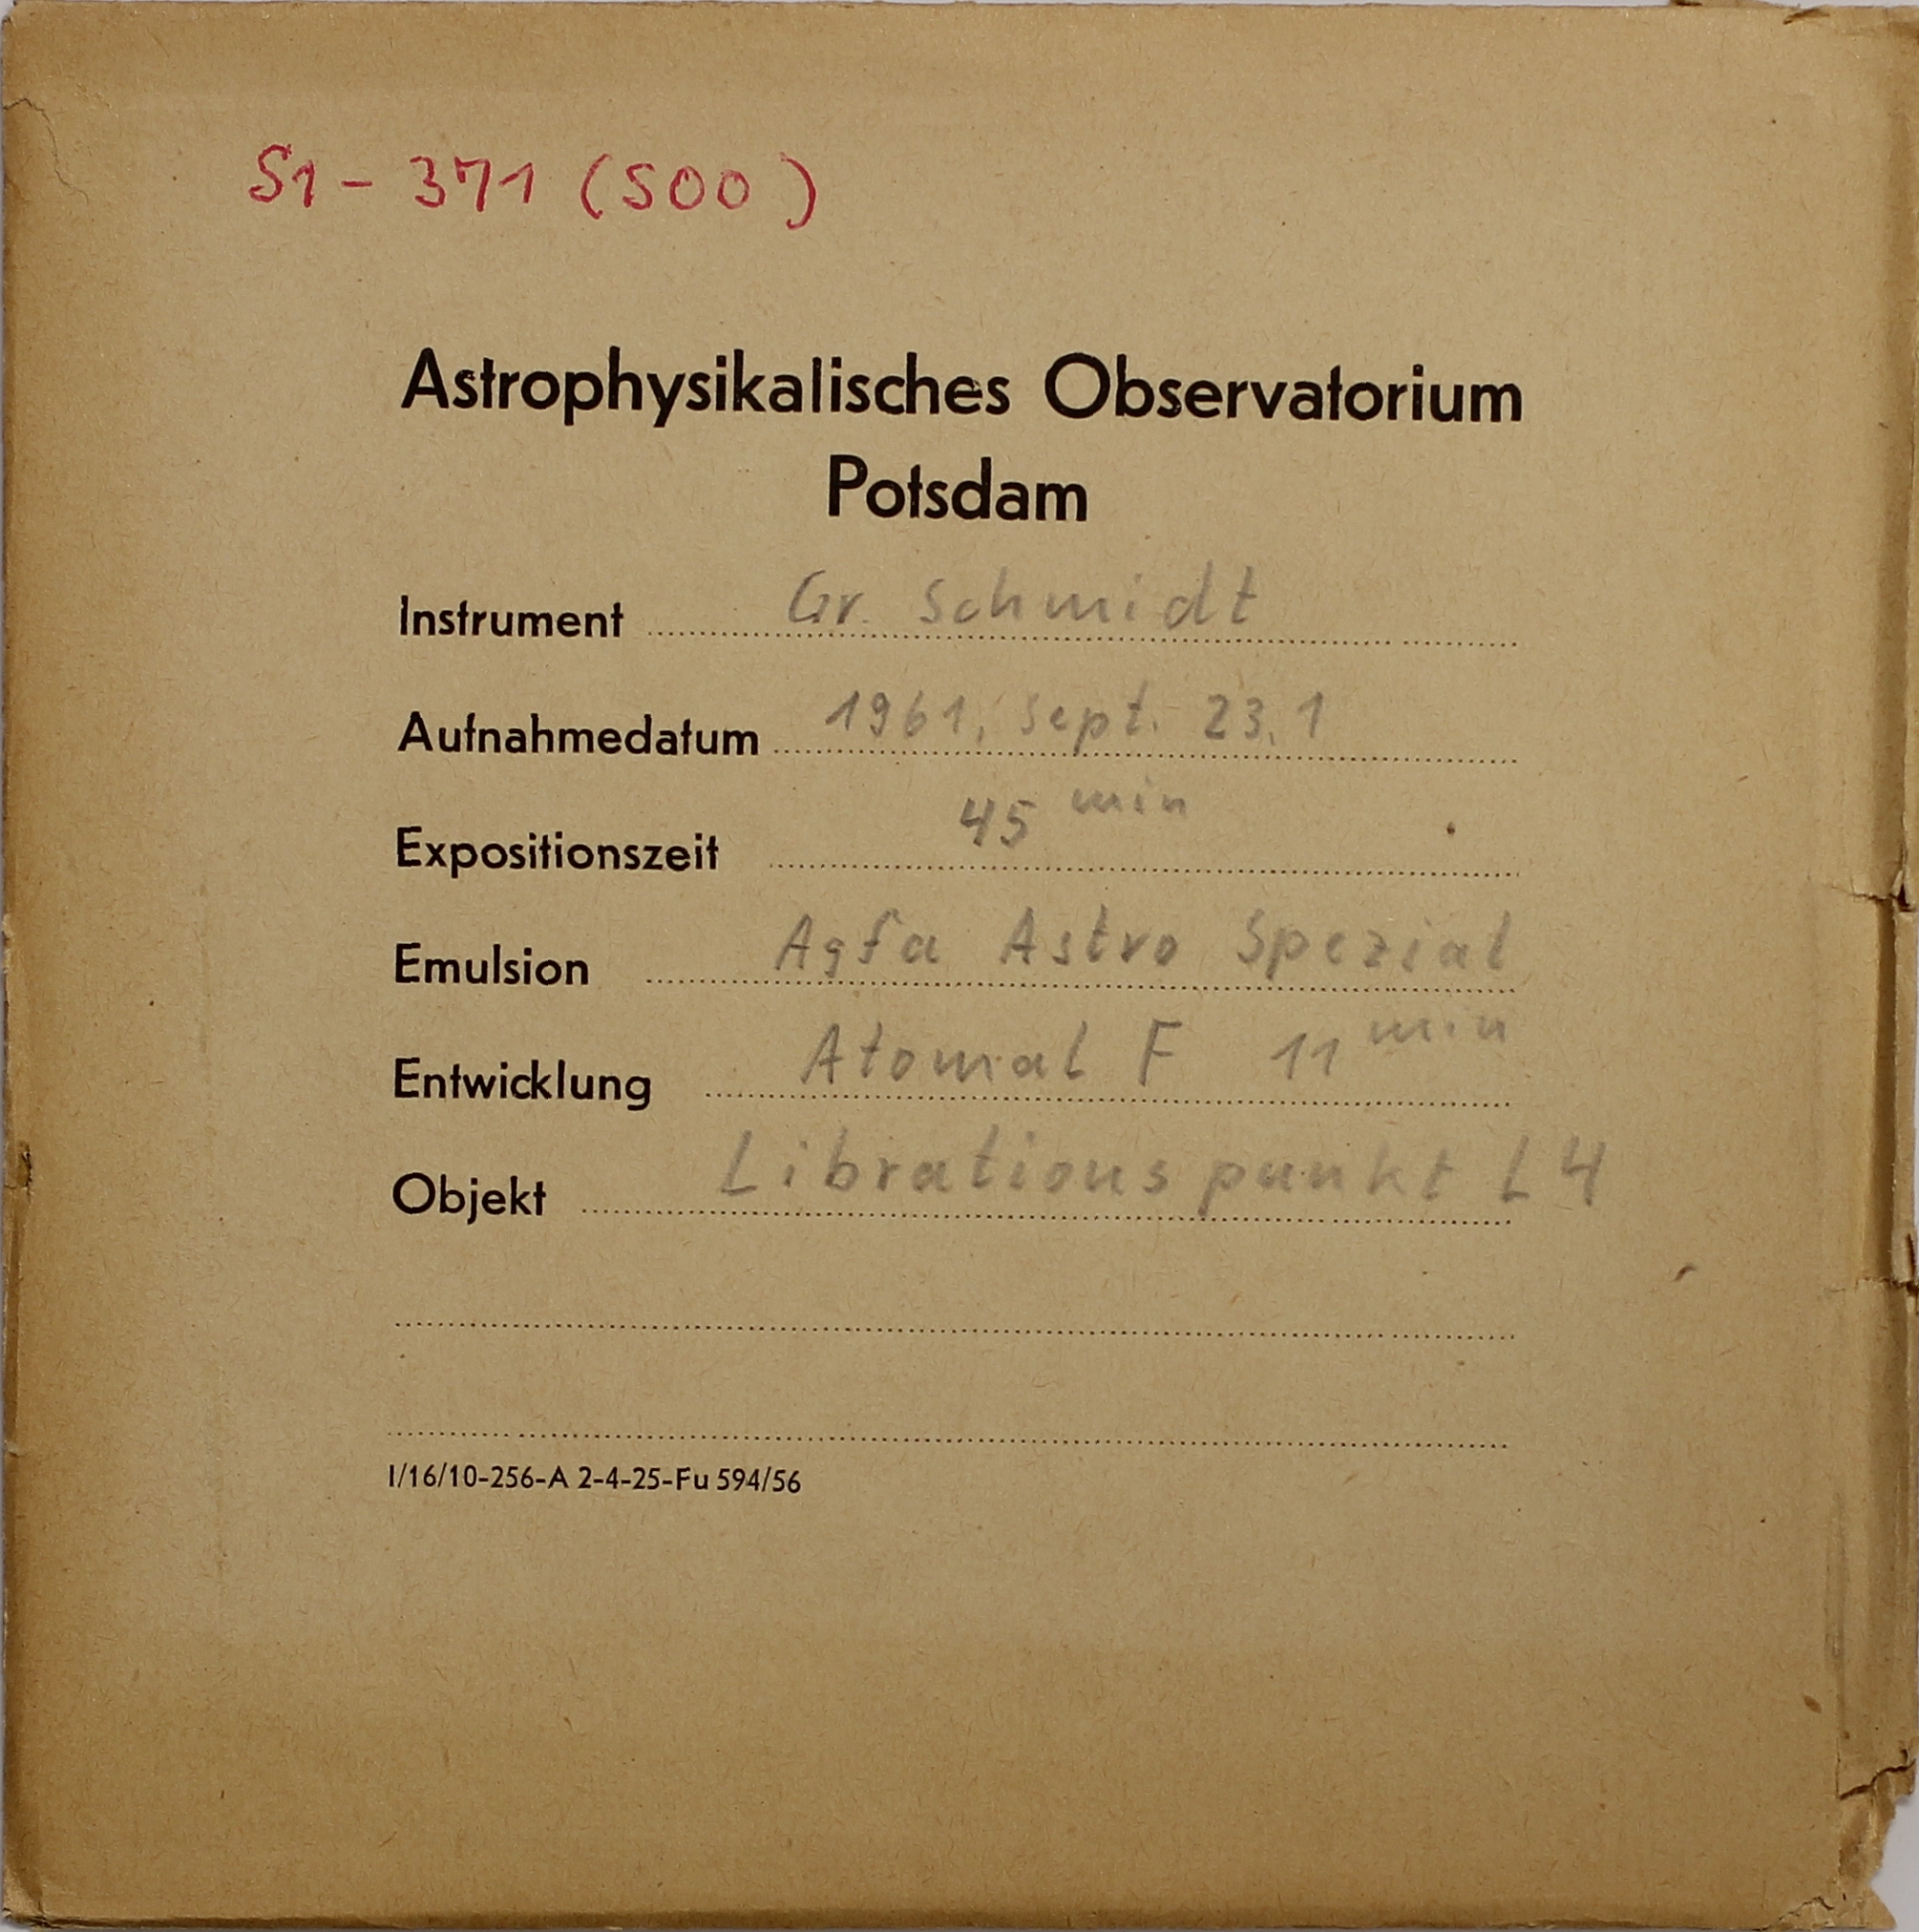 S1 - 371 (500)
Astrophysikalisches Observatorium
Potsdam
Instrument Gr. Schmidt
Aufnahmedatum 1961, Sept. 23.1
Expositionszeit 45 min
Emulsion Agfa Astro Spezial
Entwicklung Atomal F 11 min
Objekt Librationspunkt L4
I/16/10-256-A 2-4-25-Fu 594/56